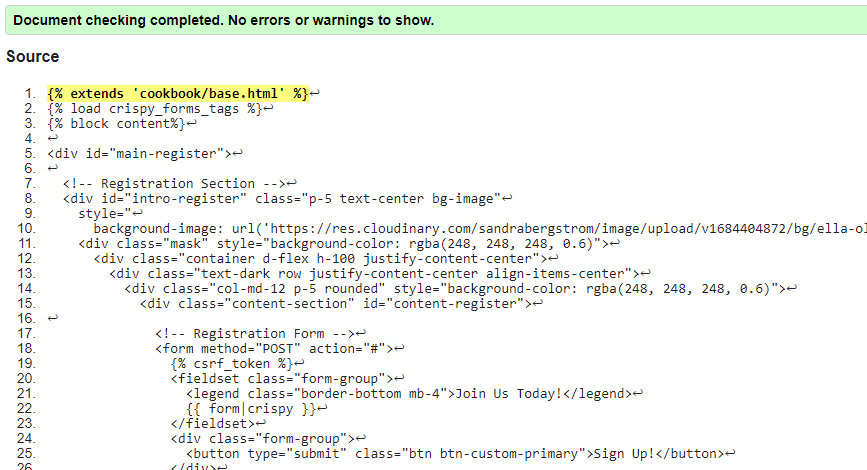 Document checking completed. No errors or warnings to show.
Source
1. {% extends 'cookbook/base.html' %}↩
2. {% load crispy_forms_tags %}↩
3. {% block content%}↩
4. ↩
5. <div id="main-register">↩
6. ↩
7. <!-- Registration Section -->↩
8. <div id="intro-register" class="p-5 text-center bg-image"↩
9. style="↩
10. background-image: url('https://res.cloudinary.com/sandrabergstrom/image/upload/v1684404872/bg/ella-ol
11. <div class="mask" style="background-color: rgba(248, 248, 248, 0.6)">↩
12. <div class="container d-flex h-100 justify-content-center">↩
13. <div class="text-dark row justify-content-center align-items-center">↩
14. <div class="col-md-12 p-5 rounded" style="background-color: rgba(248, 248, 248, 0.6)">↩
15. <div class="content-section" id="content-register">↩
16. ↩
17. <!-- Registration Form -->↩
18. <form method="POST" action="#">↩
19. {% csrf_token %}↩
20. <fieldset class="form-group">↩
21. <legend class="border-bottom mb-4">Join Us Today!</legend>↩
22. {{ form|crispy }}↩
23. </fieldset>↩
24. <div class="form-group">↩
25. <button type="submit" class="btn btn-custom-primary">Sign Up!</button>↩
26. </div>↩